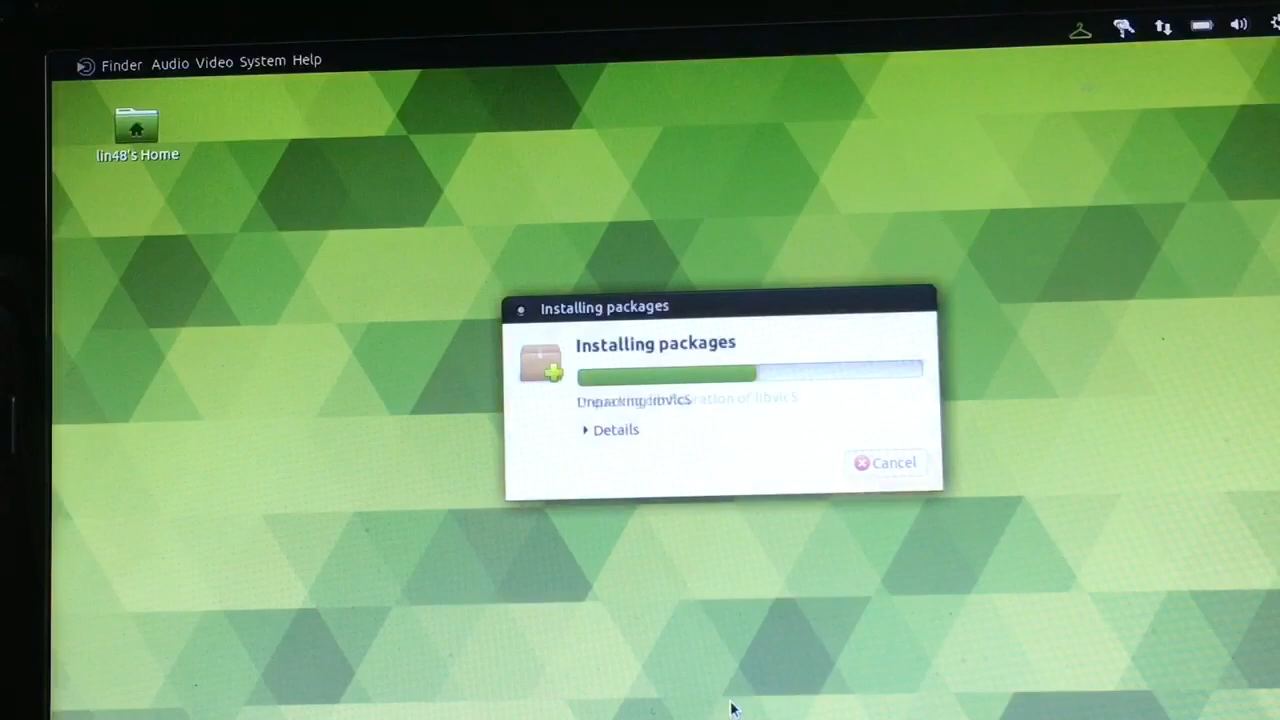 Finder Audio Video System Help
lin48's Home
Installing packages
Installing packages
Details
Cancel